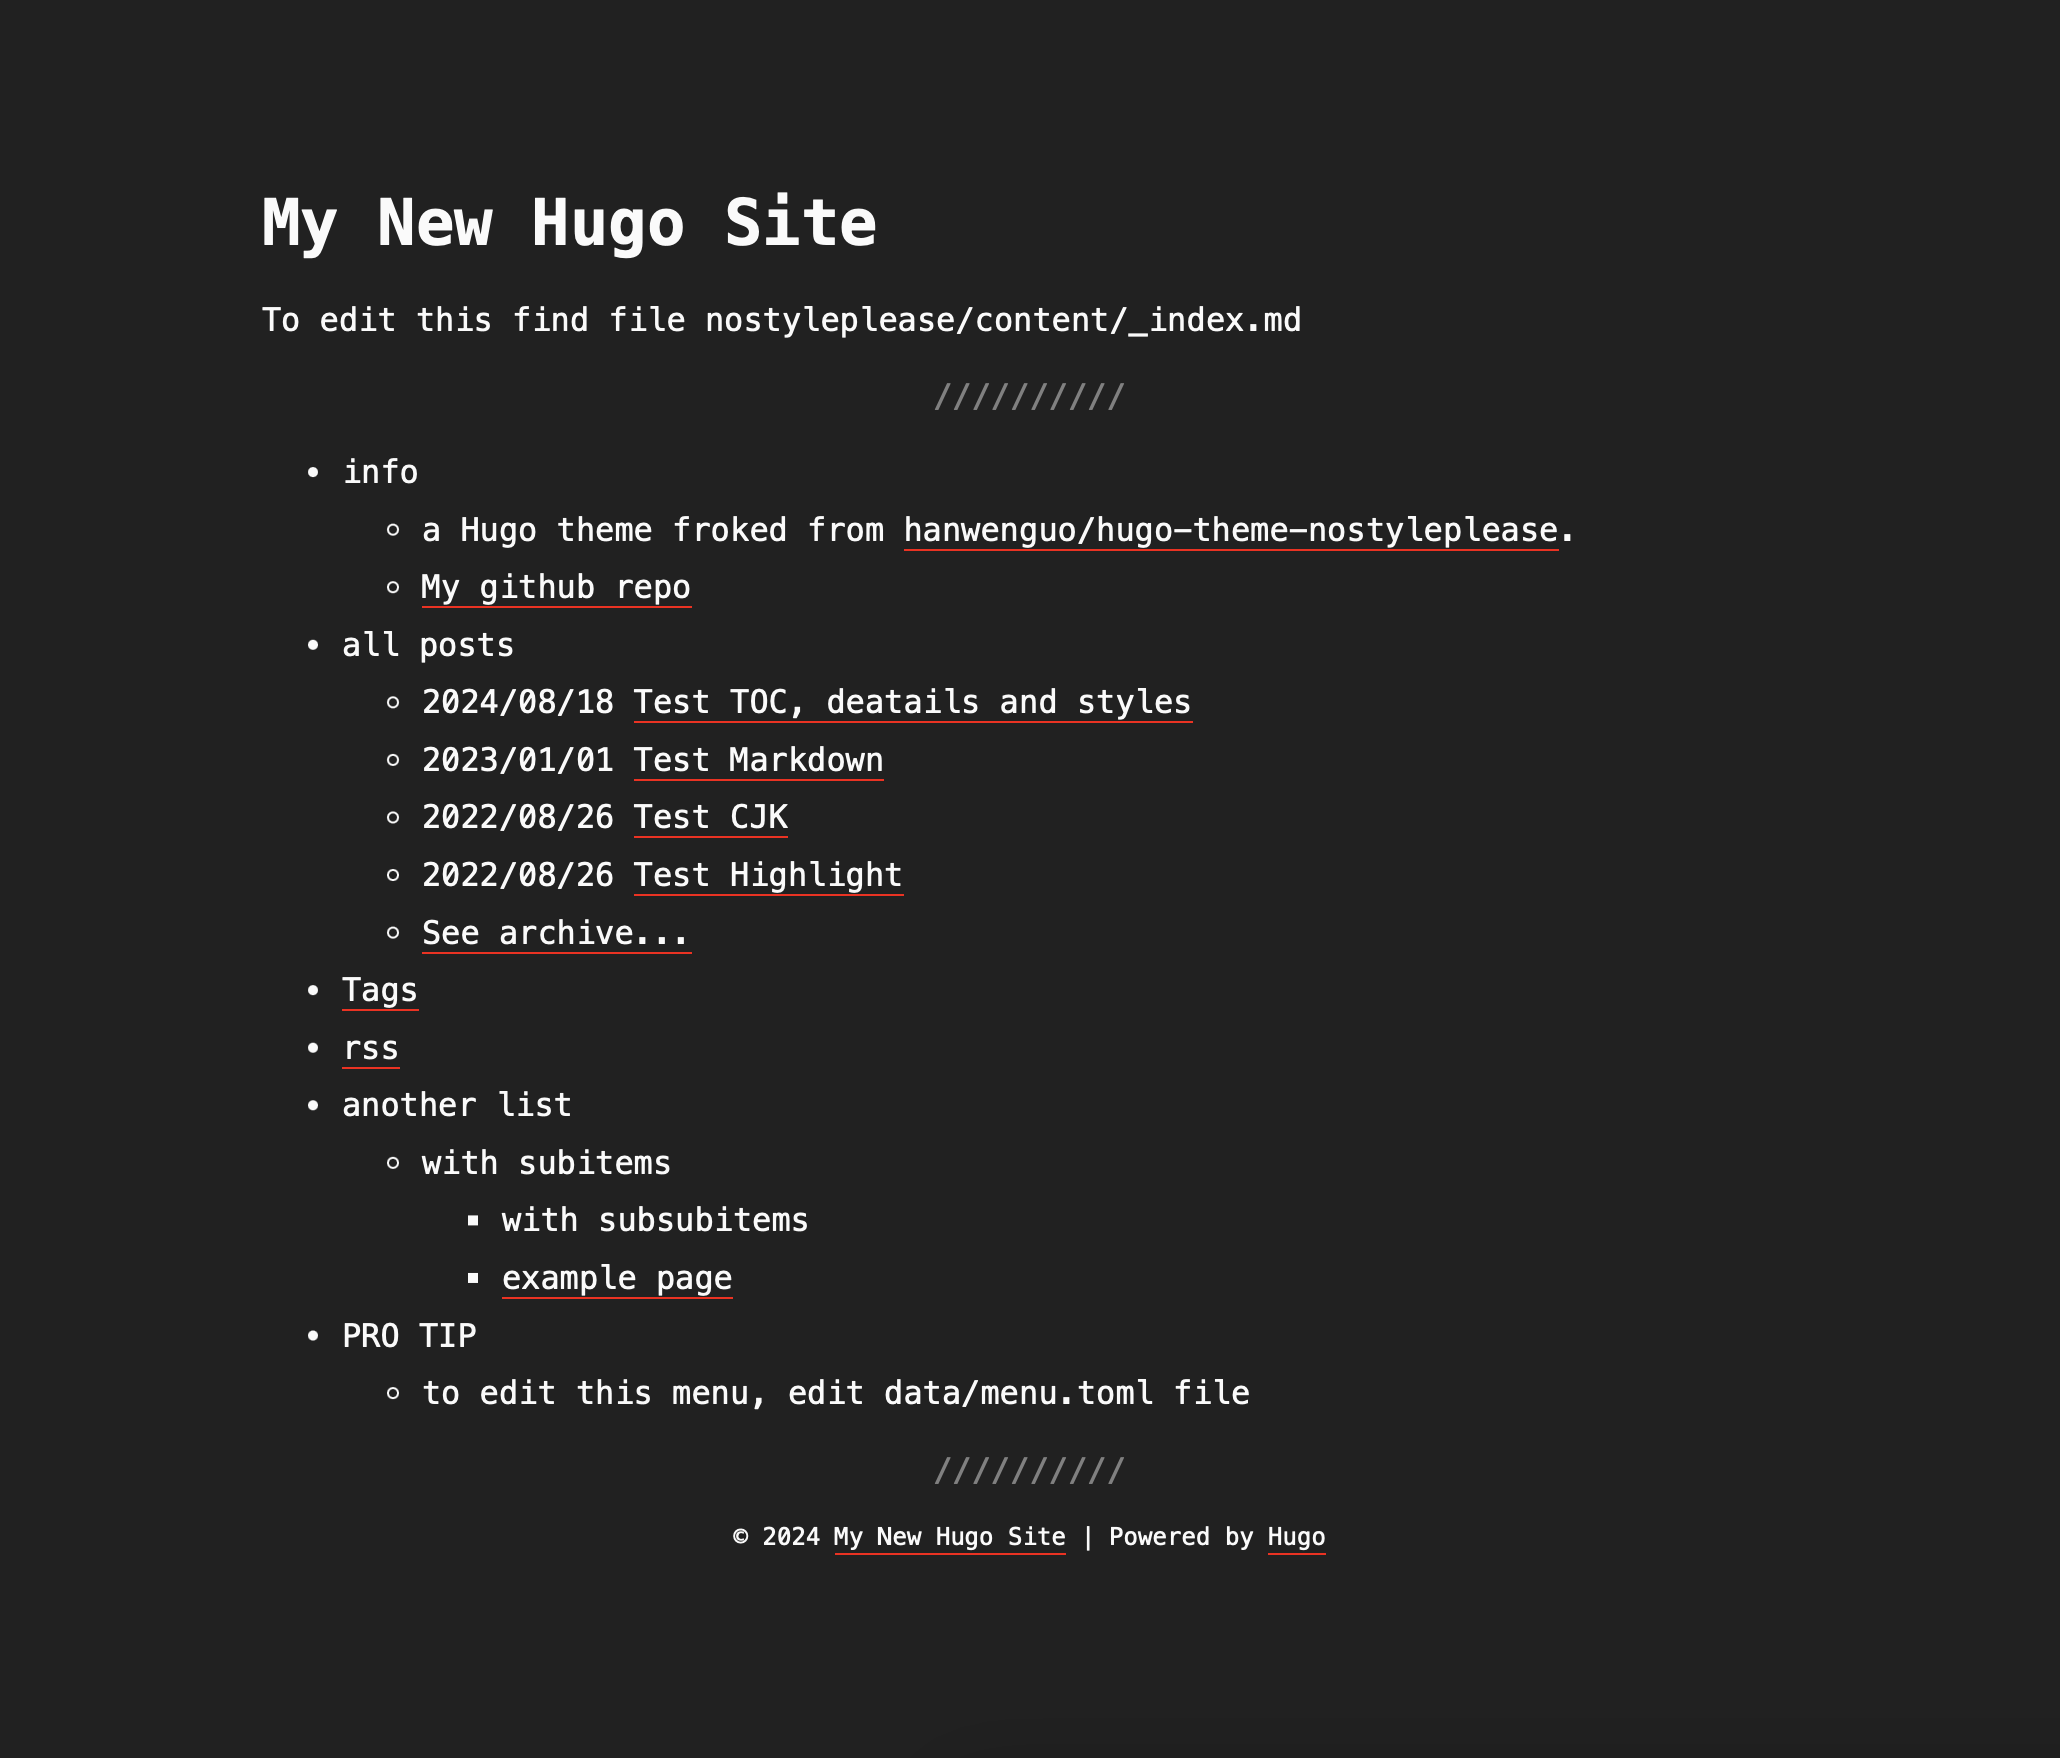 My New Hugo Site
To edit this find file nostyleplease/content/_index.md
//////////
• info
◦ a Hugo theme froked from hanwenguo/hugo-theme-nostyleplease.
◦ My github repo
• all posts
◦ 2024/08/18 Test TOC, deatails and styles
◦ 2023/01/01 Test Markdown
◦ 2022/08/26 Test CJK
◦ 2022/08/26 Test Highlight
◦ See archive...
• Tags
• rss
• another list
◦ with subitems
▪ with subsubitems
▪ example page
• PRO TIP
◦ to edit this menu, edit data/menu.toml file
//////////
© 2024 My New Hugo Site | Powered by Hugo